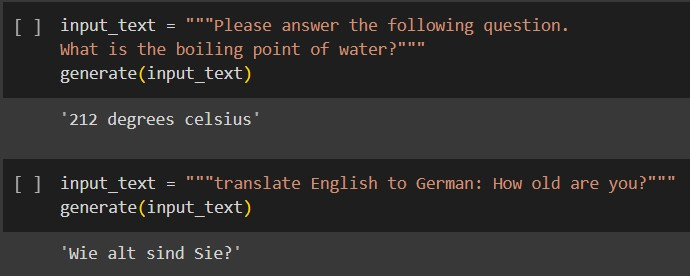 [ ] input_text = """Please answer the following question.
What is the boiling point of water?"""
generate(input_text)
'212 degrees celsius'
[ ] input_text = """translate English to German: How old are you?"""
generate(input_text)
'Wie alt sind Sie?'